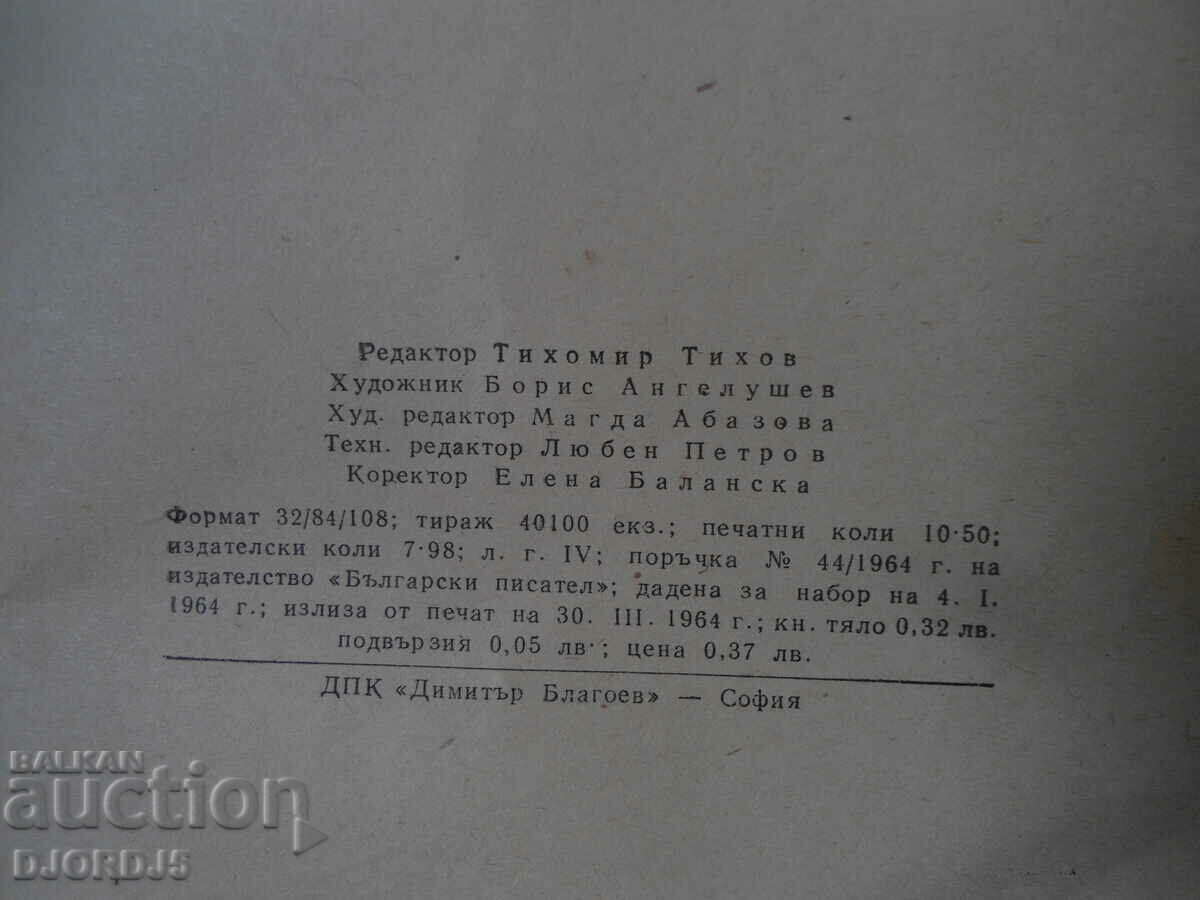 Редактор Тихомир Тихов
Художник Борис Ангелушев
Худ. редактор Магда Абазова
Техн. редактор Любен Петров
Коректор Елена Баланска
Формат 32/84/108; тираж 40100 екз.; печатни коли 10·50;
издателски коли 7·98; л. г. IV; поръчка № 44/1964 г. на
издателство «Български писател»; дадена за набор на 4. I.
1964 г.; излиза от печат на 30. III. 1964 г.; кн. тяло 0,32 лв.
подвързия 0,05 лв·; цена 0,37 лв.
ДПК «Димитър Благоев» — София
BALKAN
auction
DJORDJ5